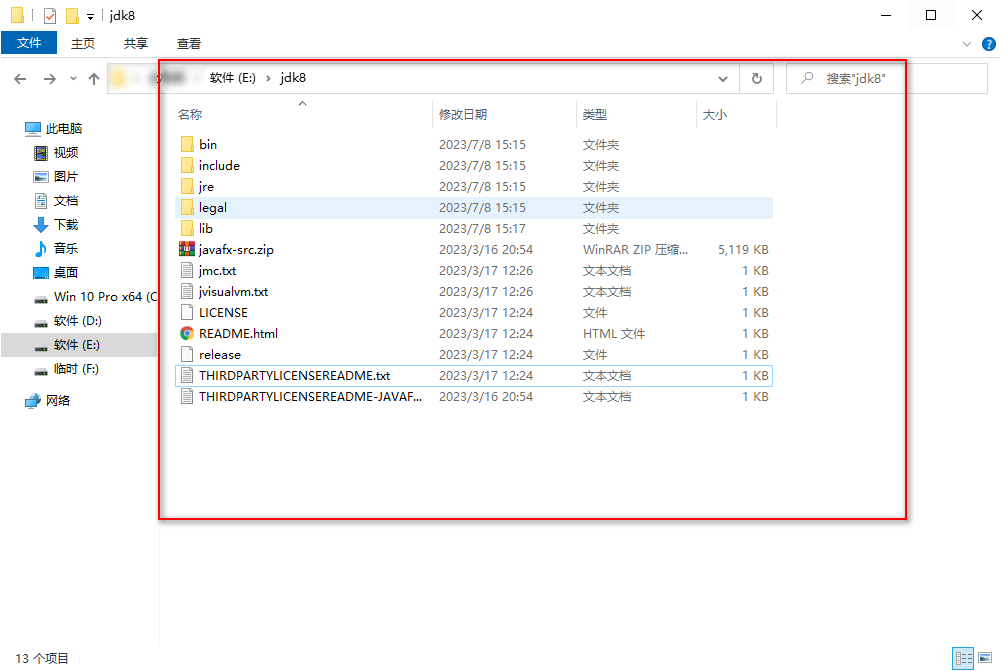 jdk8
文件 主页 共享 查看
软件 (E:) › jdk8 搜索"jdk8"
此电脑
视频
图片
文档
下载
音乐
桌面
Win 10 Pro x64 (C
软件 (D:)
软件 (E:)
临时 (F:)
网络
名称 修改日期 类型 大小
bin 2023/7/8 15:15 文件夹
include 2023/7/8 15:15 文件夹
jre 2023/7/8 15:15 文件夹
legal 2023/7/8 15:15 文件夹
lib 2023/7/8 15:17 文件夹
javafx-src.zip 2023/3/16 20:54 WinRAR ZIP 压缩... 5,119 KB
jmc.txt 2023/3/17 12:26 文本文档 1 KB
jvisualvm.txt 2023/3/17 12:26 文本文档 1 KB
LICENSE 2023/3/17 12:24 文件 1 KB
README.html 2023/3/17 12:24 HTML 文件 1 KB
release 2023/3/17 12:24 文件 1 KB
THIRDPARTYLICENSEREADME.txt 2023/3/17 12:24 文本文档 1 KB
THIRDPARTYLICENSEREADME-JAVAF... 2023/3/16 20:54 文本文档 1 KB
13 个项目